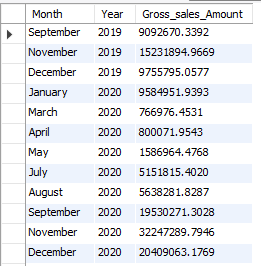 Month Year Gross_sales_Amount
September 2019 9092670.3392
November 2019 15231894.9669
December 2019 9755795.0577
January 2020 9584951.9393
March 2020 766976.4531
April 2020 800071.9543
May 2020 1586964.4768
July 2020 5151815.4020
August 2020 5638281.8287
September 2020 19530271.3028
November 2020 32247289.7946
December 2020 20409063.1769